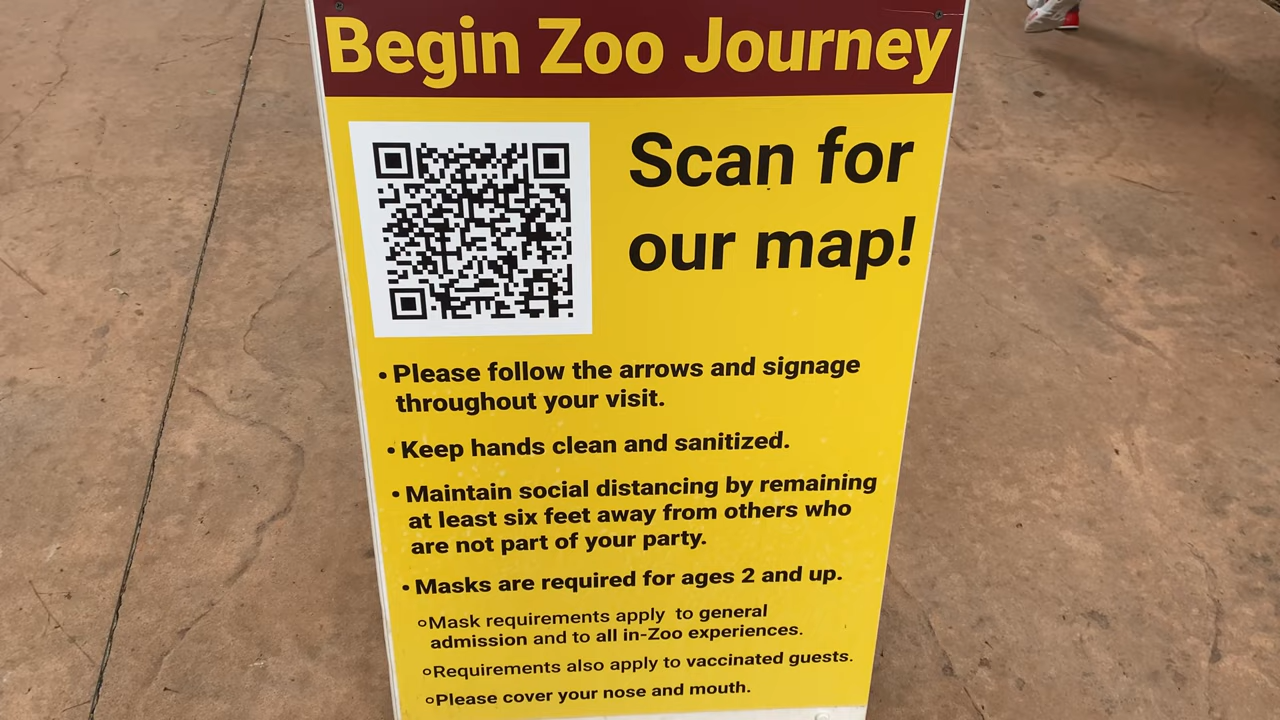 Begin Zoo Journey
Scan for
our map!
• Please follow the arrows and signage
throughout your visit.
• Keep hands clean and sanitized.
• Maintain social distancing by remaining
at least six feet away from others who
are not part of your party.
• Masks are required for ages 2 and up.
◦Mask requirements apply to general
admission and to all in-Zoo experiences.
◦Requirements also apply to vaccinated guests.
◦Please cover your nose and mouth.